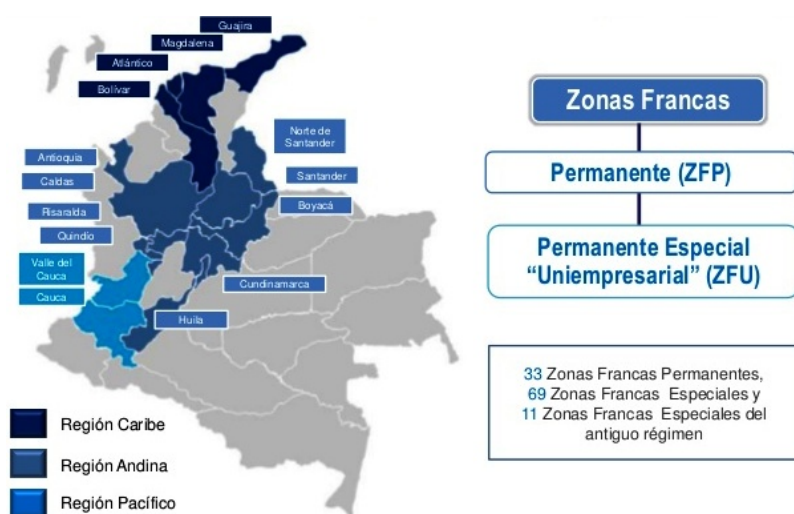 Guajira
Magdalena
Atlántico
Bolívar
Norte de
Santander
Antioquia
Santander
Caldas
Boyacá
Risaralda
Quindío
Valle del
Cauca
Cauca
Cundinamarca
Huila
Región Caribe
Región Andina
Región Pacífico
Zonas Francas
Permanente (ZFP)
Permanente Especial
“Uniempresarial” (ZFU)
33 Zonas Francas Permanentes,
69 Zonas Francas Especiales y
11 Zonas Francas Especiales del
antiguo régimen